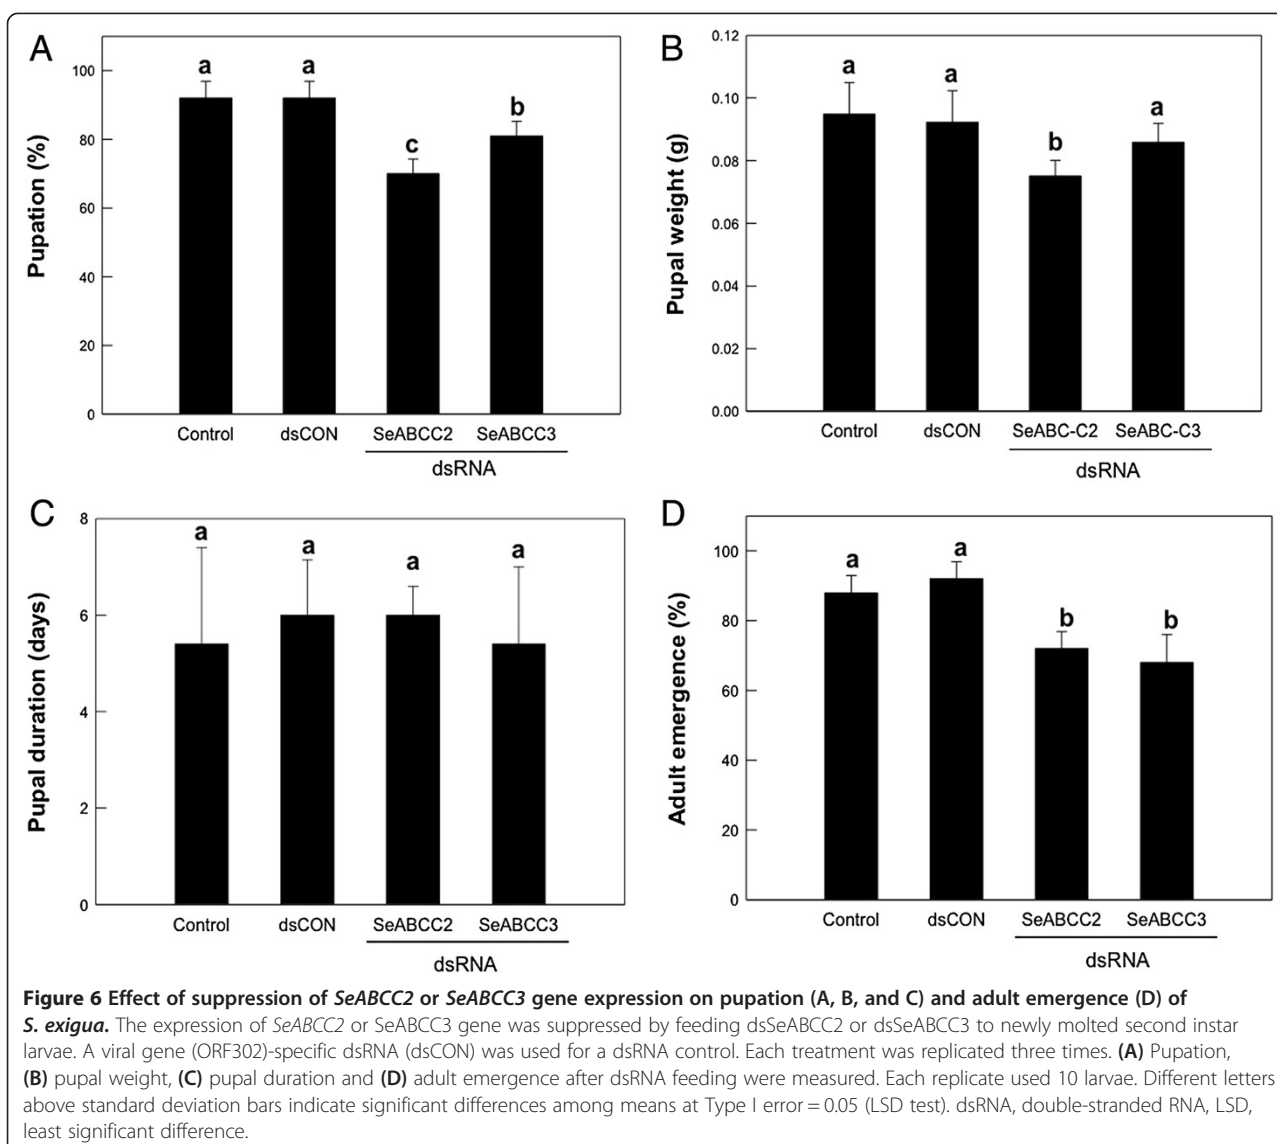 A
B
Pupation (%)
100
80
60
40
20
0
a
a
c
b
Control dsCON SeABCC2 SeABCC3
dsRNA
Pupal weight (g)
0.12
0.10
0.08
0.06
0.04
0.02
0.00
a
a
b
a
Control dsCON SeABC-C2 SeABC-C3
dsRNA
C
D
Pupal duration (days)
8
6
4
2
0
a
a
a
a
Control dsCON SeABCC2 SeABCC3
dsRNA
Adult emergence (%)
100
80
60
40
20
0
a
a
b
b
Control dsCON SeABCC2 SeABCC3
dsRNA
Figure 6 Effect of suppression of SeABCC2 or SeABCC3 gene expression on pupation (A, B, and C) and adult emergence (D) of
S. exigua. The expression of SeABCC2 or SeABCC3 gene was suppressed by feeding dsSeABCC2 or dsSeABCC3 to newly molted second instar
larvae. A viral gene (ORF302)-specific dsRNA (dsCON) was used for a dsRNA control. Each treatment was replicated three times. (A) Pupation,
(B) pupal weight, (C) pupal duration and (D) adult emergence after dsRNA feeding were measured. Each replicate used 10 larvae. Different letters
above standard deviation bars indicate significant differences among means at Type I error = 0.05 (LSD test). dsRNA, double-stranded RNA, LSD,
least significant difference.